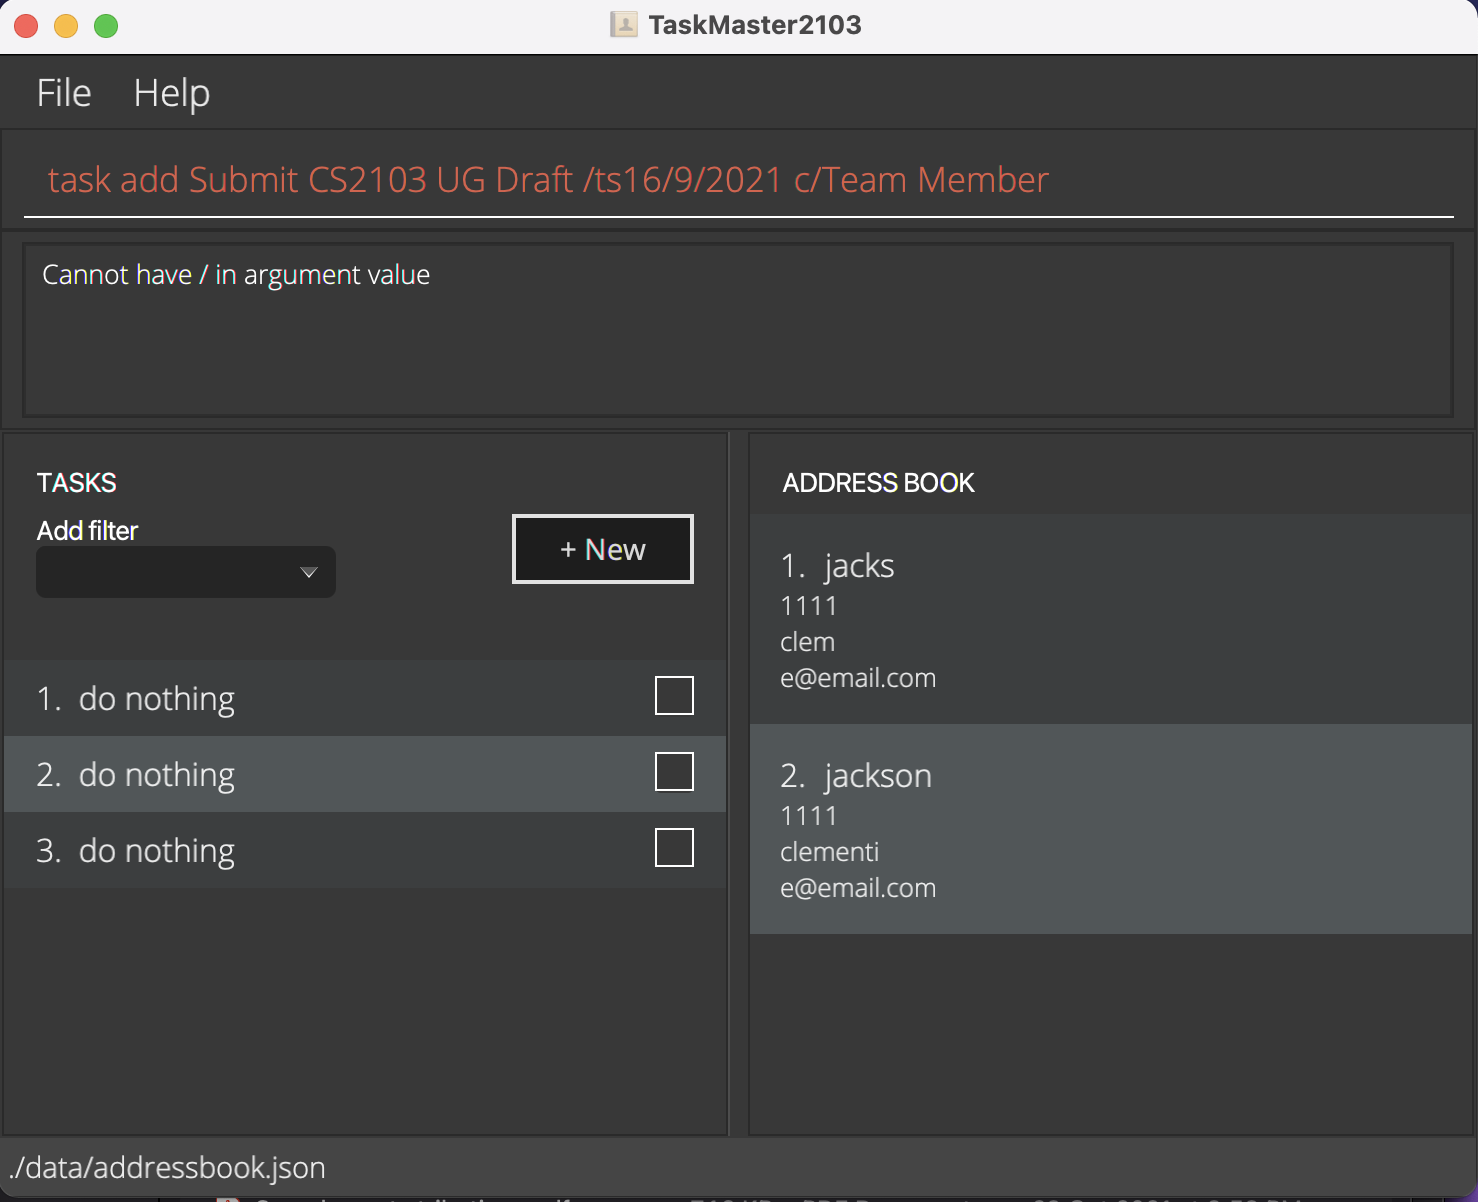 TaskMaster2103
File Help
task add Submit CS2103 UG Draft /ts16/9/2021 c/Team Member
Cannot have / in argument value
TASKS
Add filter
+ New
1. do nothing
2. do nothing
3. do nothing
ADDRESS BOOK
1. jacks
1111
clem
e@email.com
2. jackson
1111
clementi
e@email.com
./data/addressbook.json